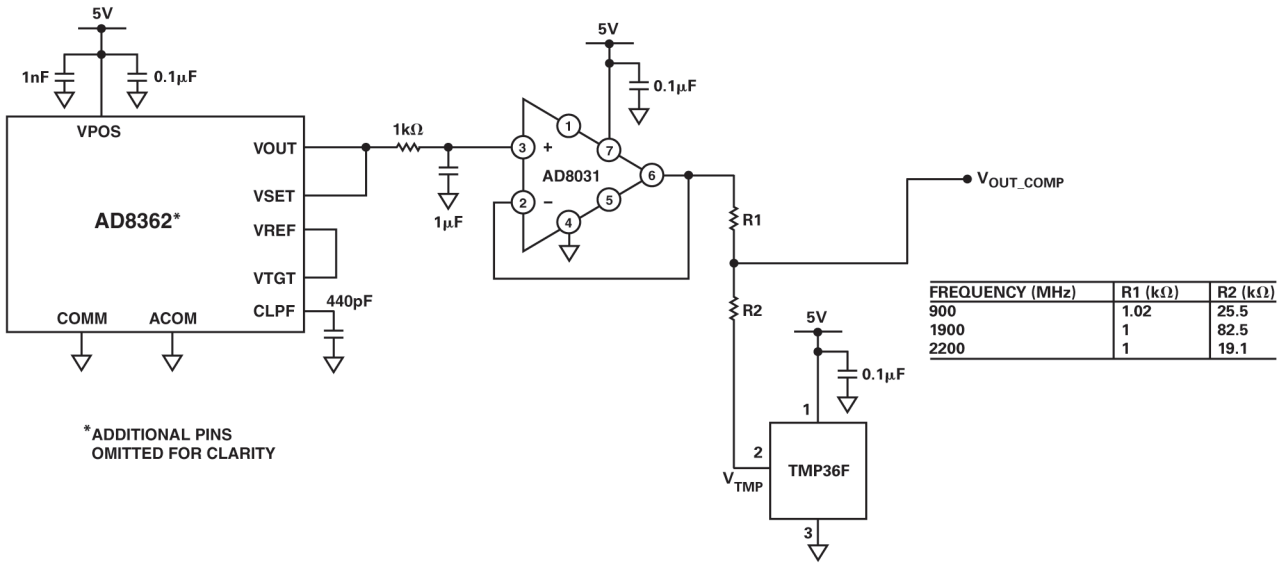 5V
1nF
0.1μF
VPOS
AD8362*
VOUT
VSET
VREF
VTGT
CLPF
COMM
ACOM
440pF
1kΩ
1μF
5V
0.1μF
1
3
+
7
AD8031
6
2
−
5
4
R1
VOUT_COMP
R2
5V
0.1μF
1
2
VTMP
TMP36F
3
FREQUENCY (MHz) R1 (kΩ) R2 (kΩ)
900 1.02 25.5
1900 1 82.5
2200 1 19.1
*ADDITIONAL PINS
OMITTED FOR CLARITY